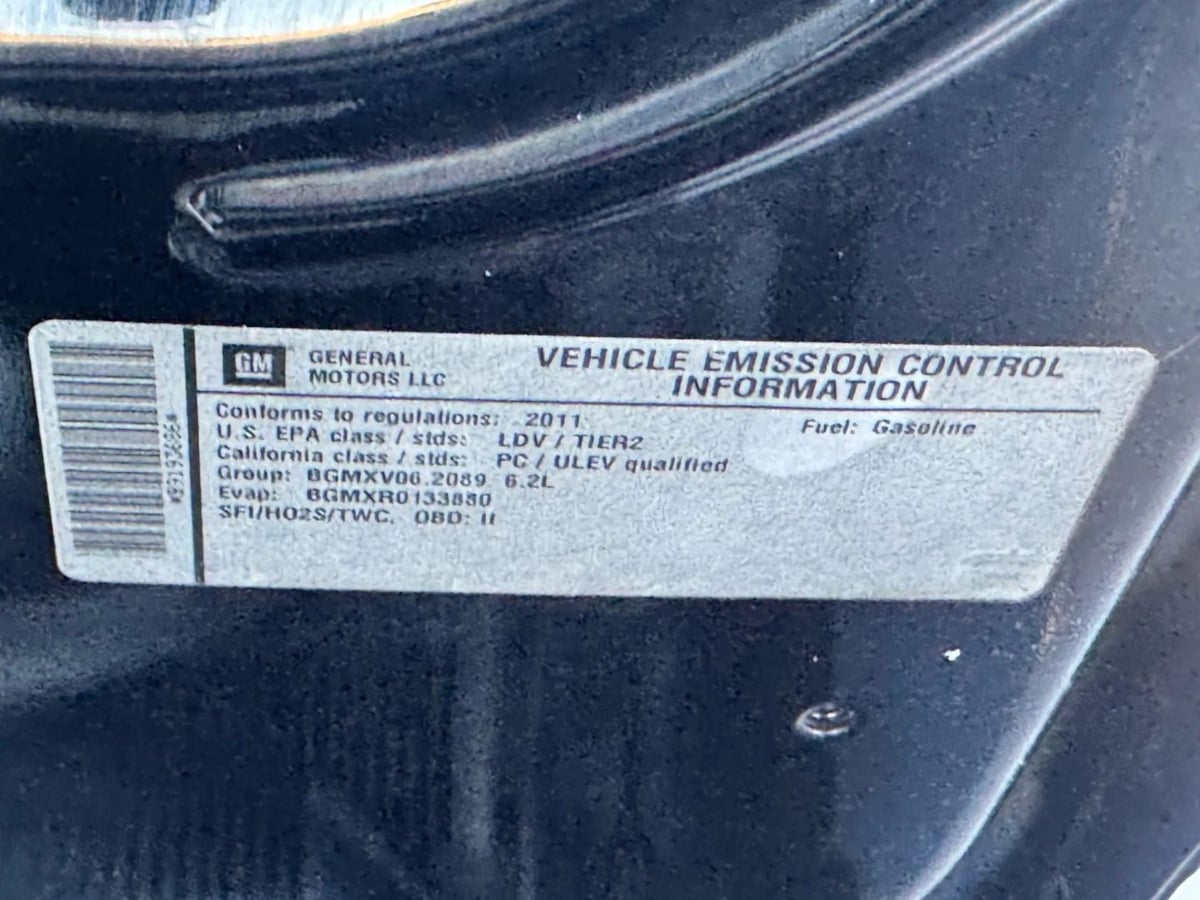 GM
GENERAL
MOTORS LLC
VEHICLE EMISSION CONTROL
INFORMATION
Conforms to regulations: 2011
Fuel: Gasoline
U.S. EPA class / stds: LDV / TIER2
California class / stds: PC / ULEV qualified
Group: BGMXV06.2089 6.2L
Evap: BGMXR0133880
SFI/HO2S/TWC, OBD: II